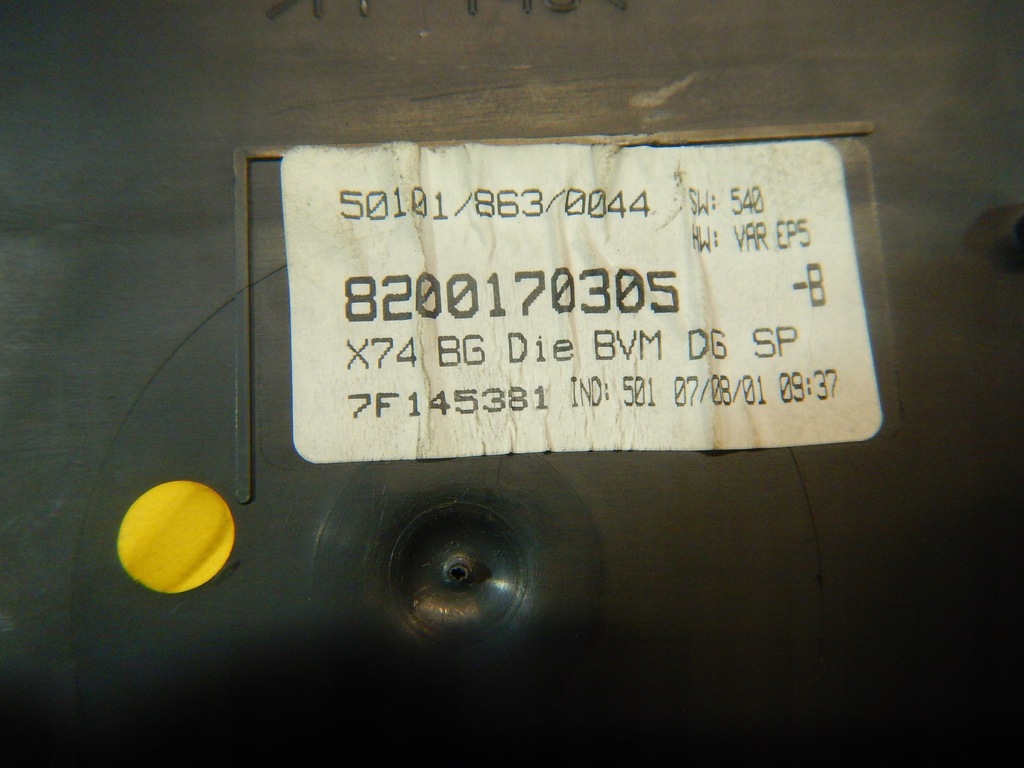 50101/863/0044 SW: 540
HW: VAR EPS
8200170305 -B
X74 BG Die BVM DG SP
7F145381 IND: 501 07/08/01 09:37